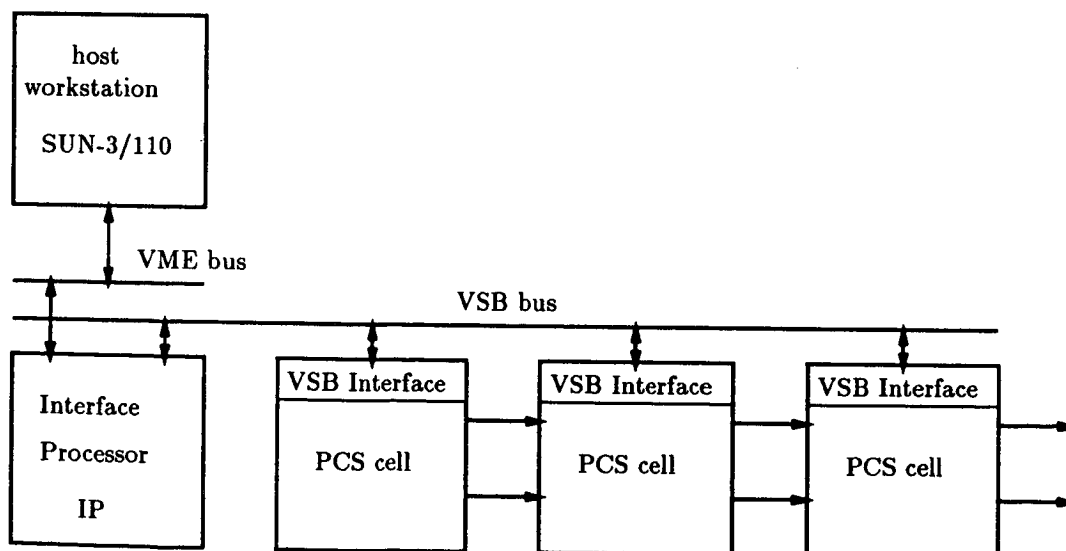 host
workstation
SUN-3/110
VME bus
VSB bus
VSB Interface
VSB Interface
VSB Interface
Interface
Processor
IP
PCS cell
PCS cell
PCS cell